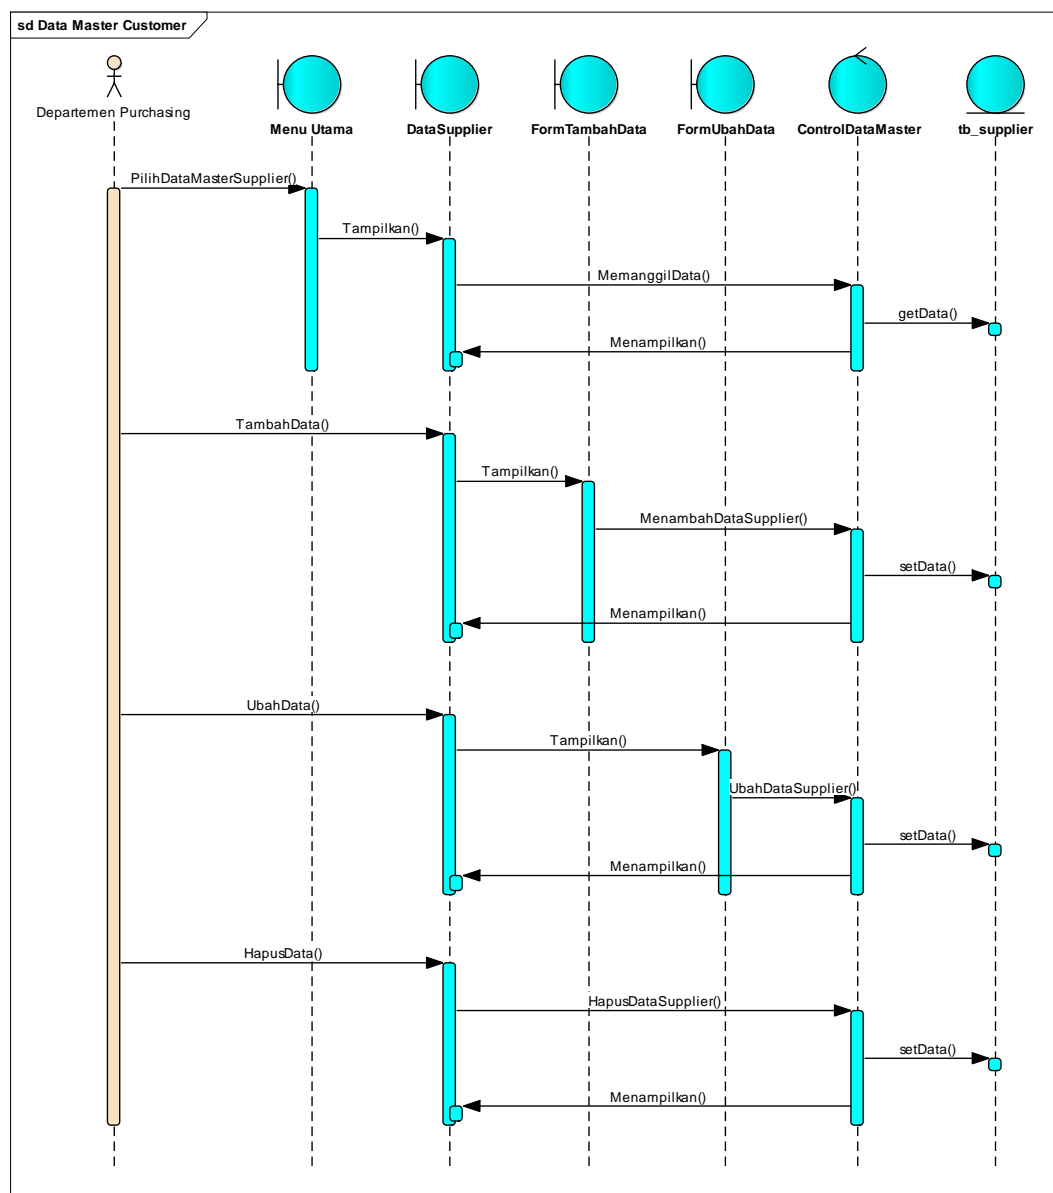 sd Data Master Customer
Departemen Purchasing
Menu Utama
DataSupplier
FormTambahData
FormUbahData
ControlDataMaster
tb_supplier
PilihDataMasterSupplier()
Tampilkan()
MemanggilData()
getData()
Menampilkan()
TambahData()
Tampilkan()
MenambahDataSupplier()
setData()
Menampilkan()
UbahData()
Tampilkan()
UbahDataSupplier()
setData()
Menampilkan()
HapusData()
HapusDataSupplier()
setData()
Menampilkan()